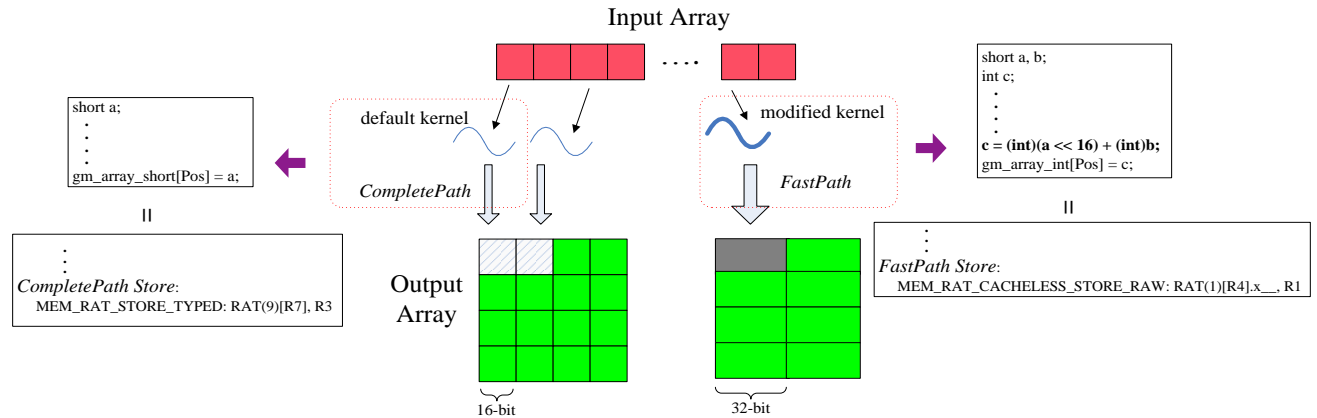 Input Array
short a;
gm_array_short[Pos] = a;
default kernel
CompletePath
modified kernel
FastPath
short a, b;
int c;
c = (int)(a << 16) + (int)b;
gm_array_int[Pos] = c;
=
=
CompletePath Store:
MEM_RAT_STORE_TYPED: RAT(9)[R7], R3
Output
Array
FastPath Store:
MEM_RAT_CACHELESS_STORE_RAW: RAT(1)[R4].x__, R1
16-bit
32-bit